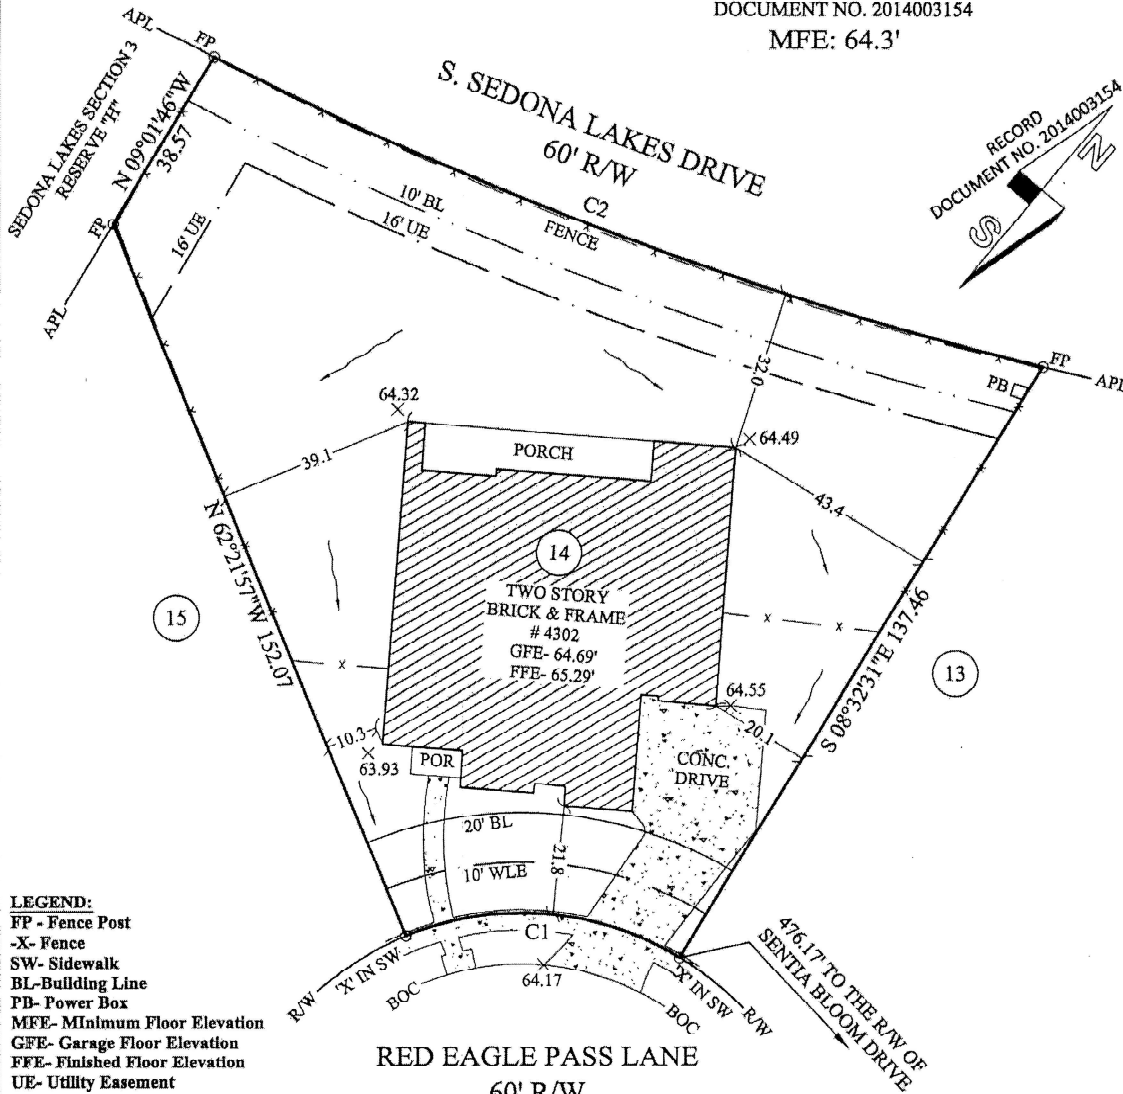 DOCUMENT NO. 2014003154
MFE: 64.3'
APL
FP
SEDONA LAKES SECTION 3
RESERVE "H"
N 09°01'46"W
38.57
S. SEDONA LAKES DRIVE
60' R/W
C2
RECORD
DOCUMENT NO. 2014003154
N
S
10' BL
FENCE
16' UE
16' UE
FP
APL
32.0
FP
PB
APL
64.32
64.49
PORCH
39.1
43.4
N 62°21'57"W 152.07
14
TWO STORY
BRICK & FRAME
# 4302
GFE- 64.69'
FFE- 65.29'
X
X
X
15
13
S 08°32'31"E 137.46
64.55
20.1
10.3
63.93
POR
CONC.
DRIVE
20' BL
21.8
10' WLE
C1
64.17
R/W
'X' IN SW
BOC
BOC
'X' IN SW
R/W
476.17' TO THE R/W OF
SENTIA BLOOM DRIVE
RED EAGLE PASS LANE
60' R/W
LEGEND:
FP - Fence Post
-X- Fence
SW- Sidewalk
BL-Building Line
PB- Power Box
MFE- MInimum Floor Elevation
GFE- Garage Floor Elevation
FFE- Finished Floor Elevation
UE- Utility Easement